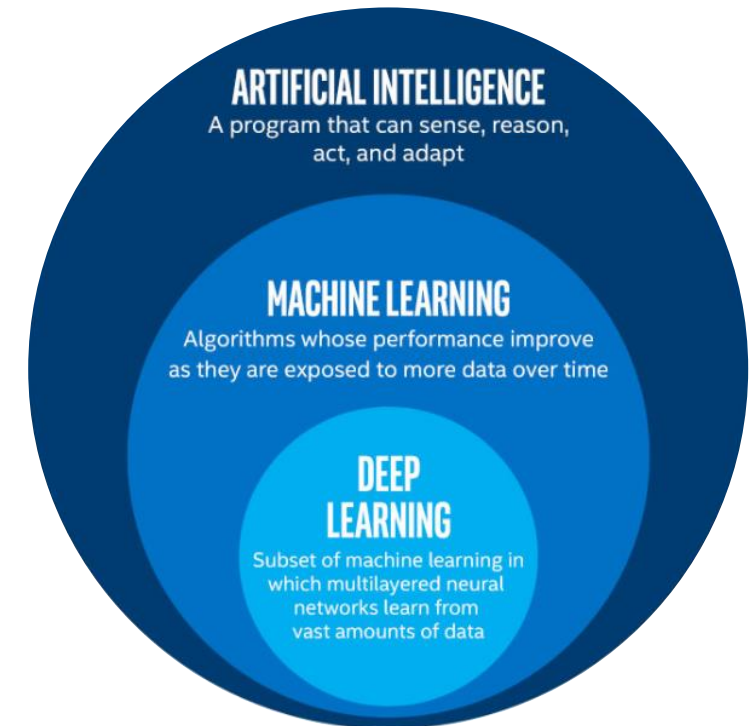 ARTIFICIAL INTELLIGENCE
A program that can sense, reason,
act, and adapt
MACHINE LEARNING
Algorithms whose performance improve
as they are exposed to more data over time
DEEP
LEARNING
Subset of machine learning in
which multilayered neural
networks learn from
vast amounts of data